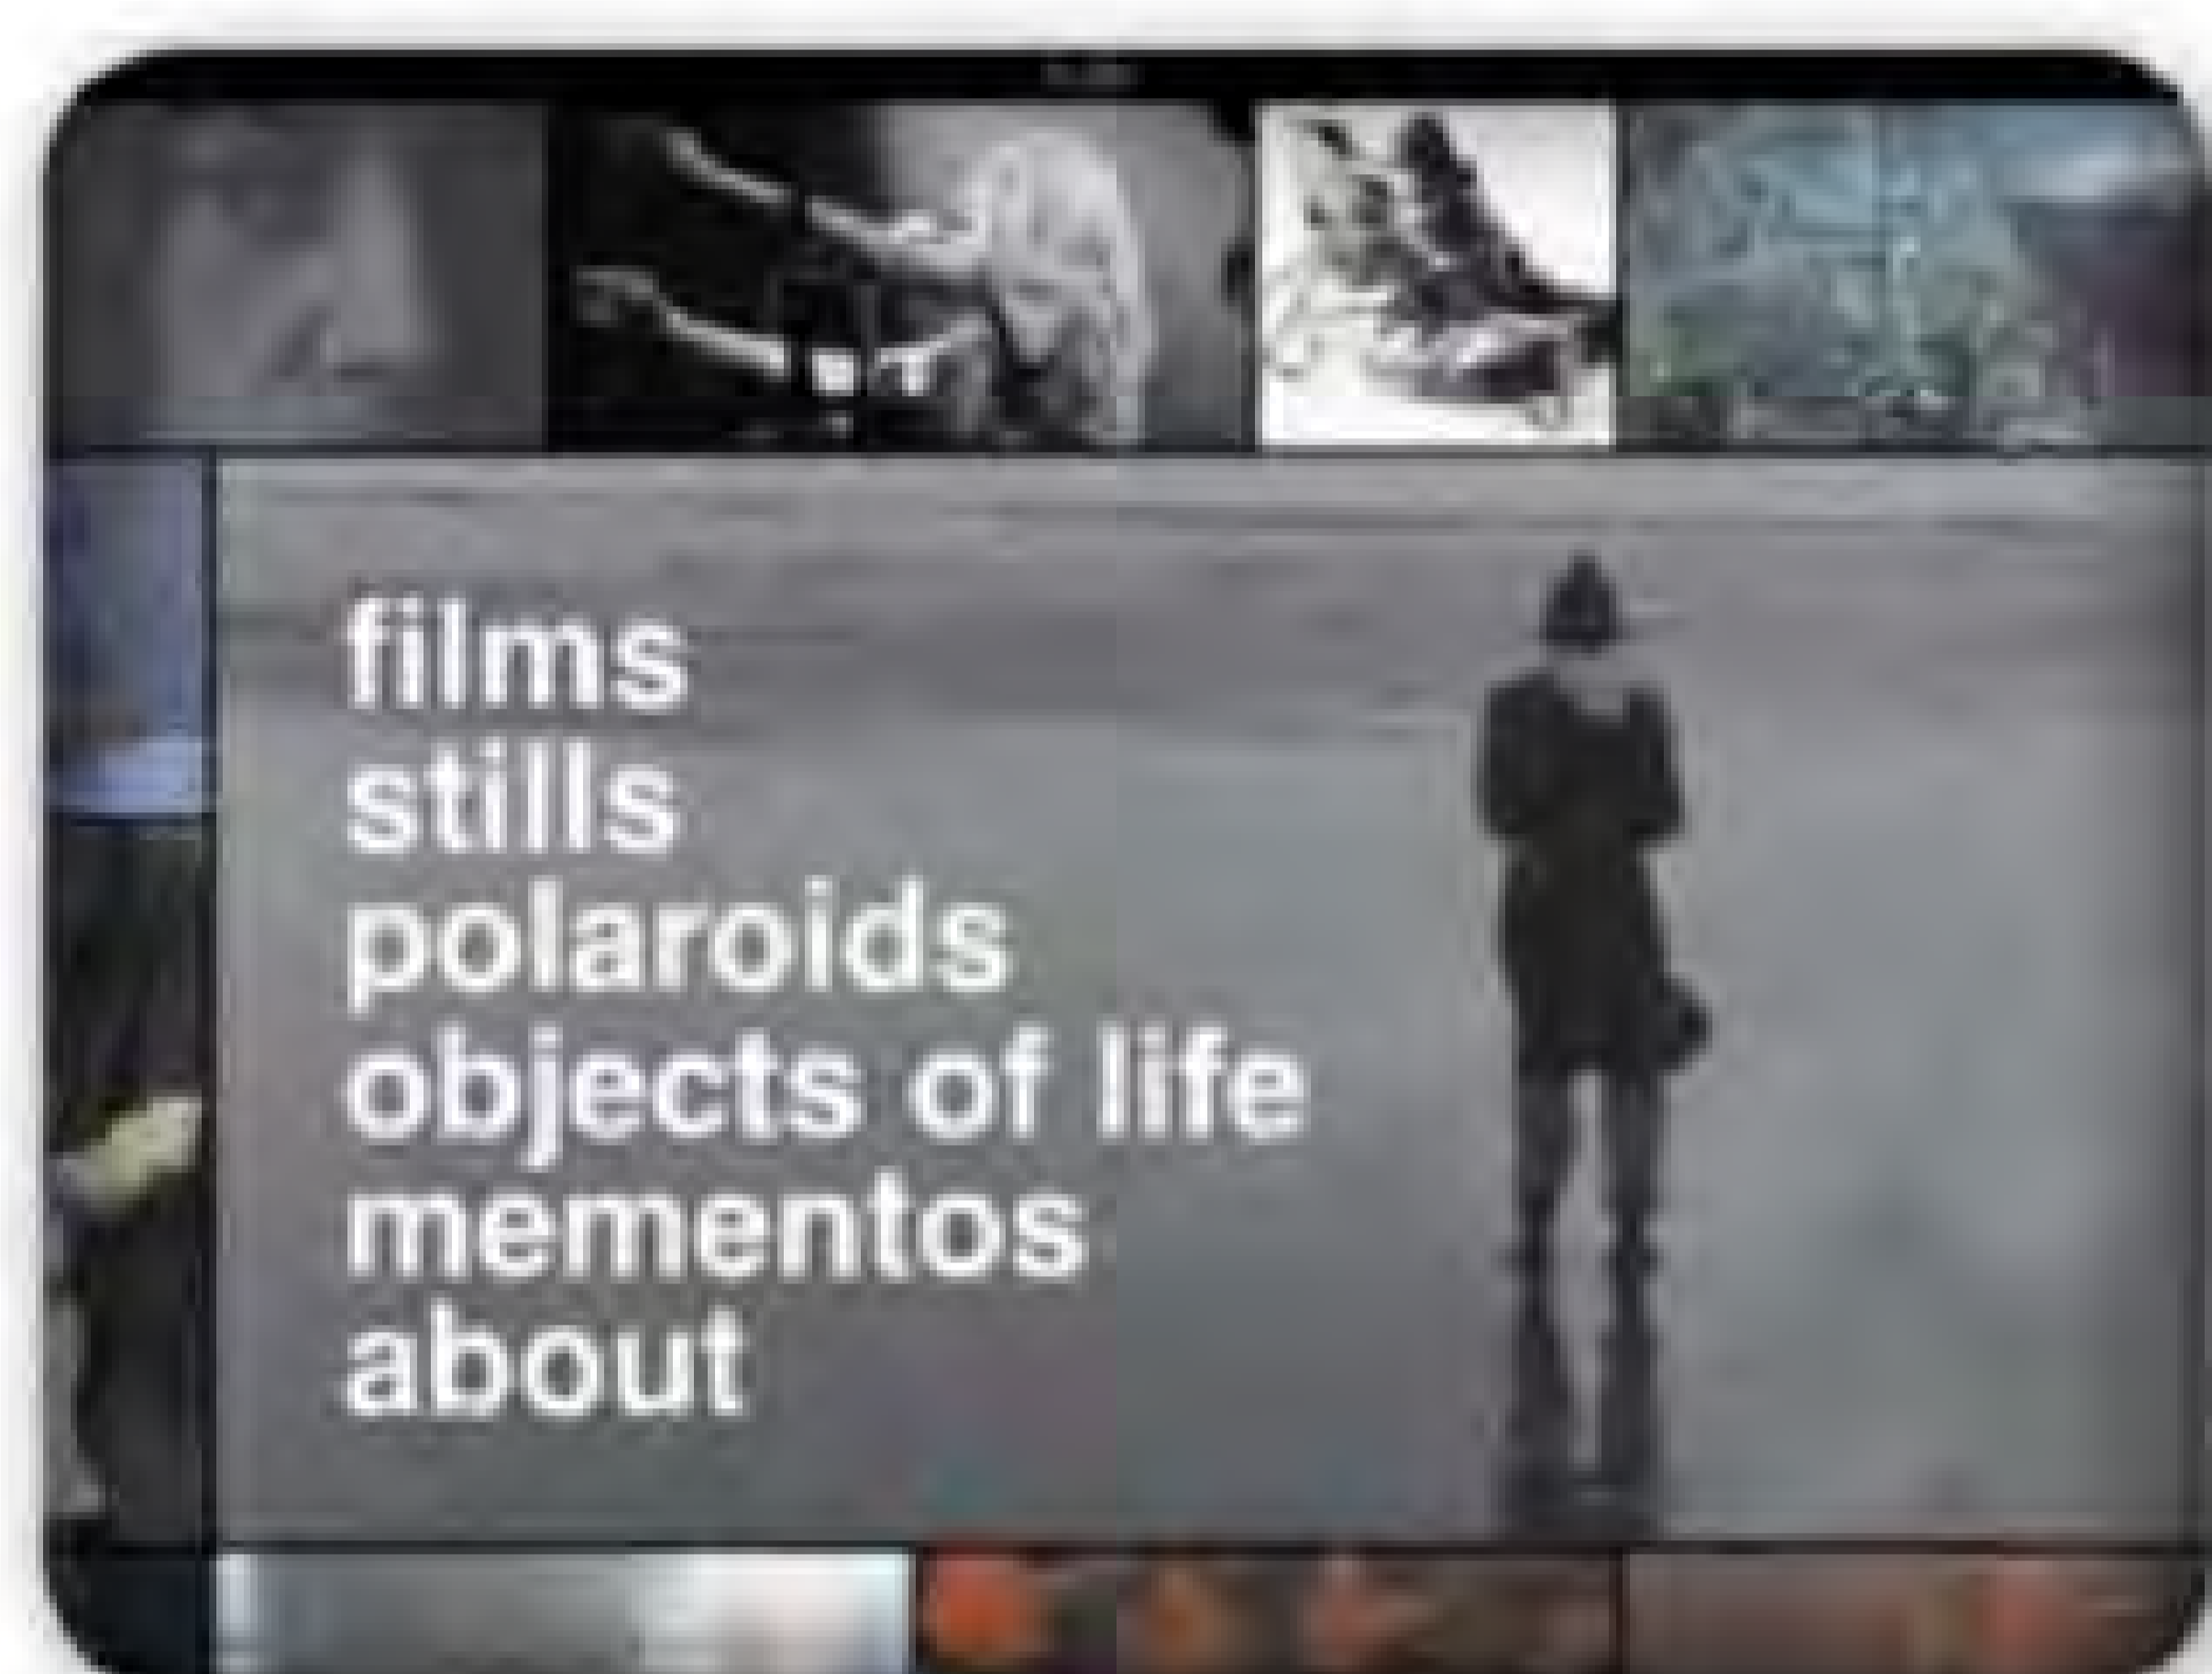 films
stills
polaroids
objects of life
mementos
about